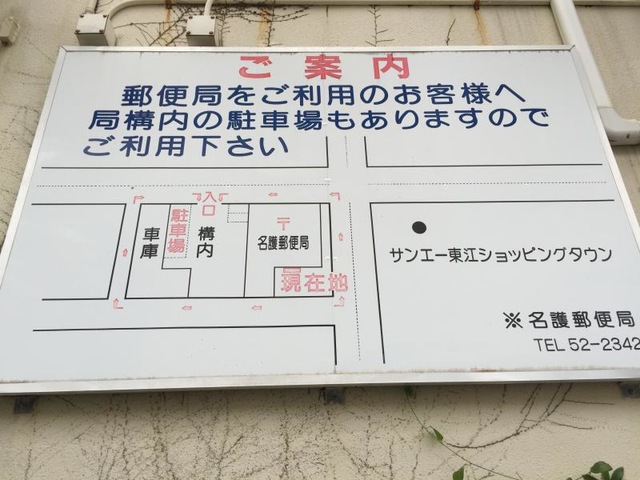 ご案内
郵便局をご利用のお客様へ
局構内の駐車場もありますので
ご利用下さい
入口
駐車場
車庫
構内
〒
名護郵便局
現在地
サンエー東江ショッピングタウン
※名護郵便局
TEL 52-2342